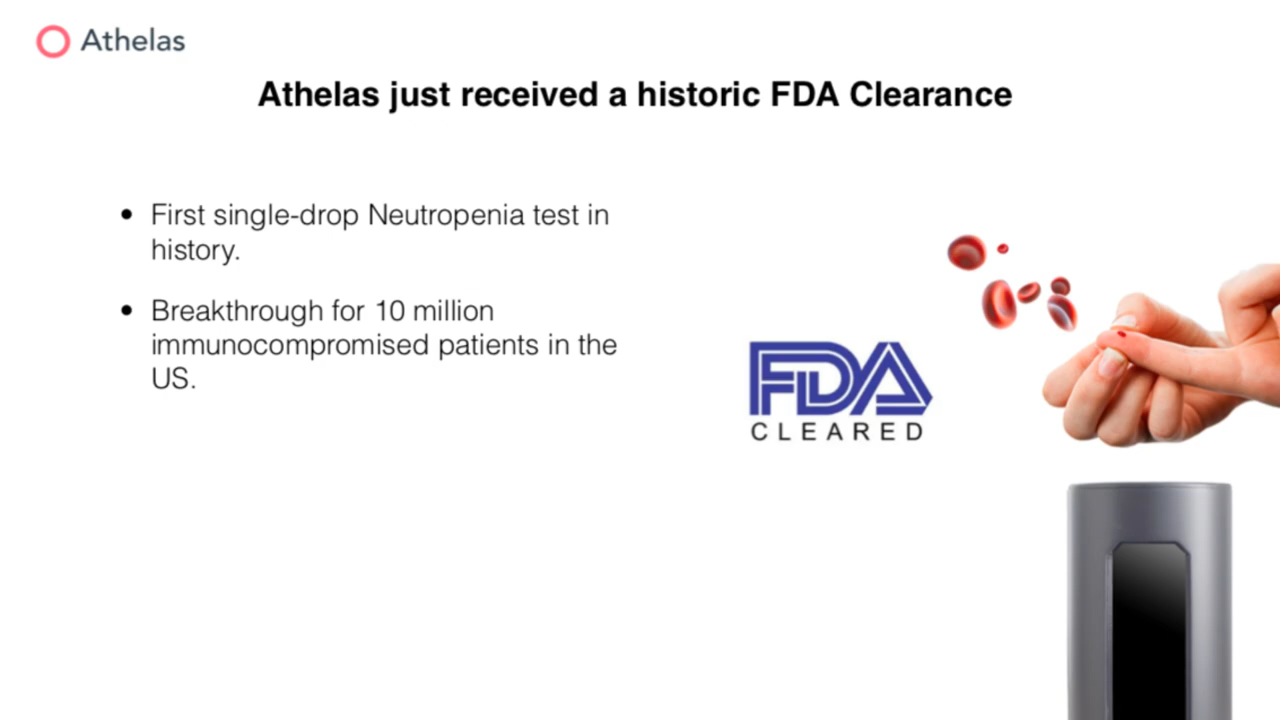 Athelas
Athelas just received a historic FDA Clearance
• First single-drop Neutropenia test in
history.
• Breakthrough for 10 million
immunocompromised patients in the
US.
FDA
CLEARED